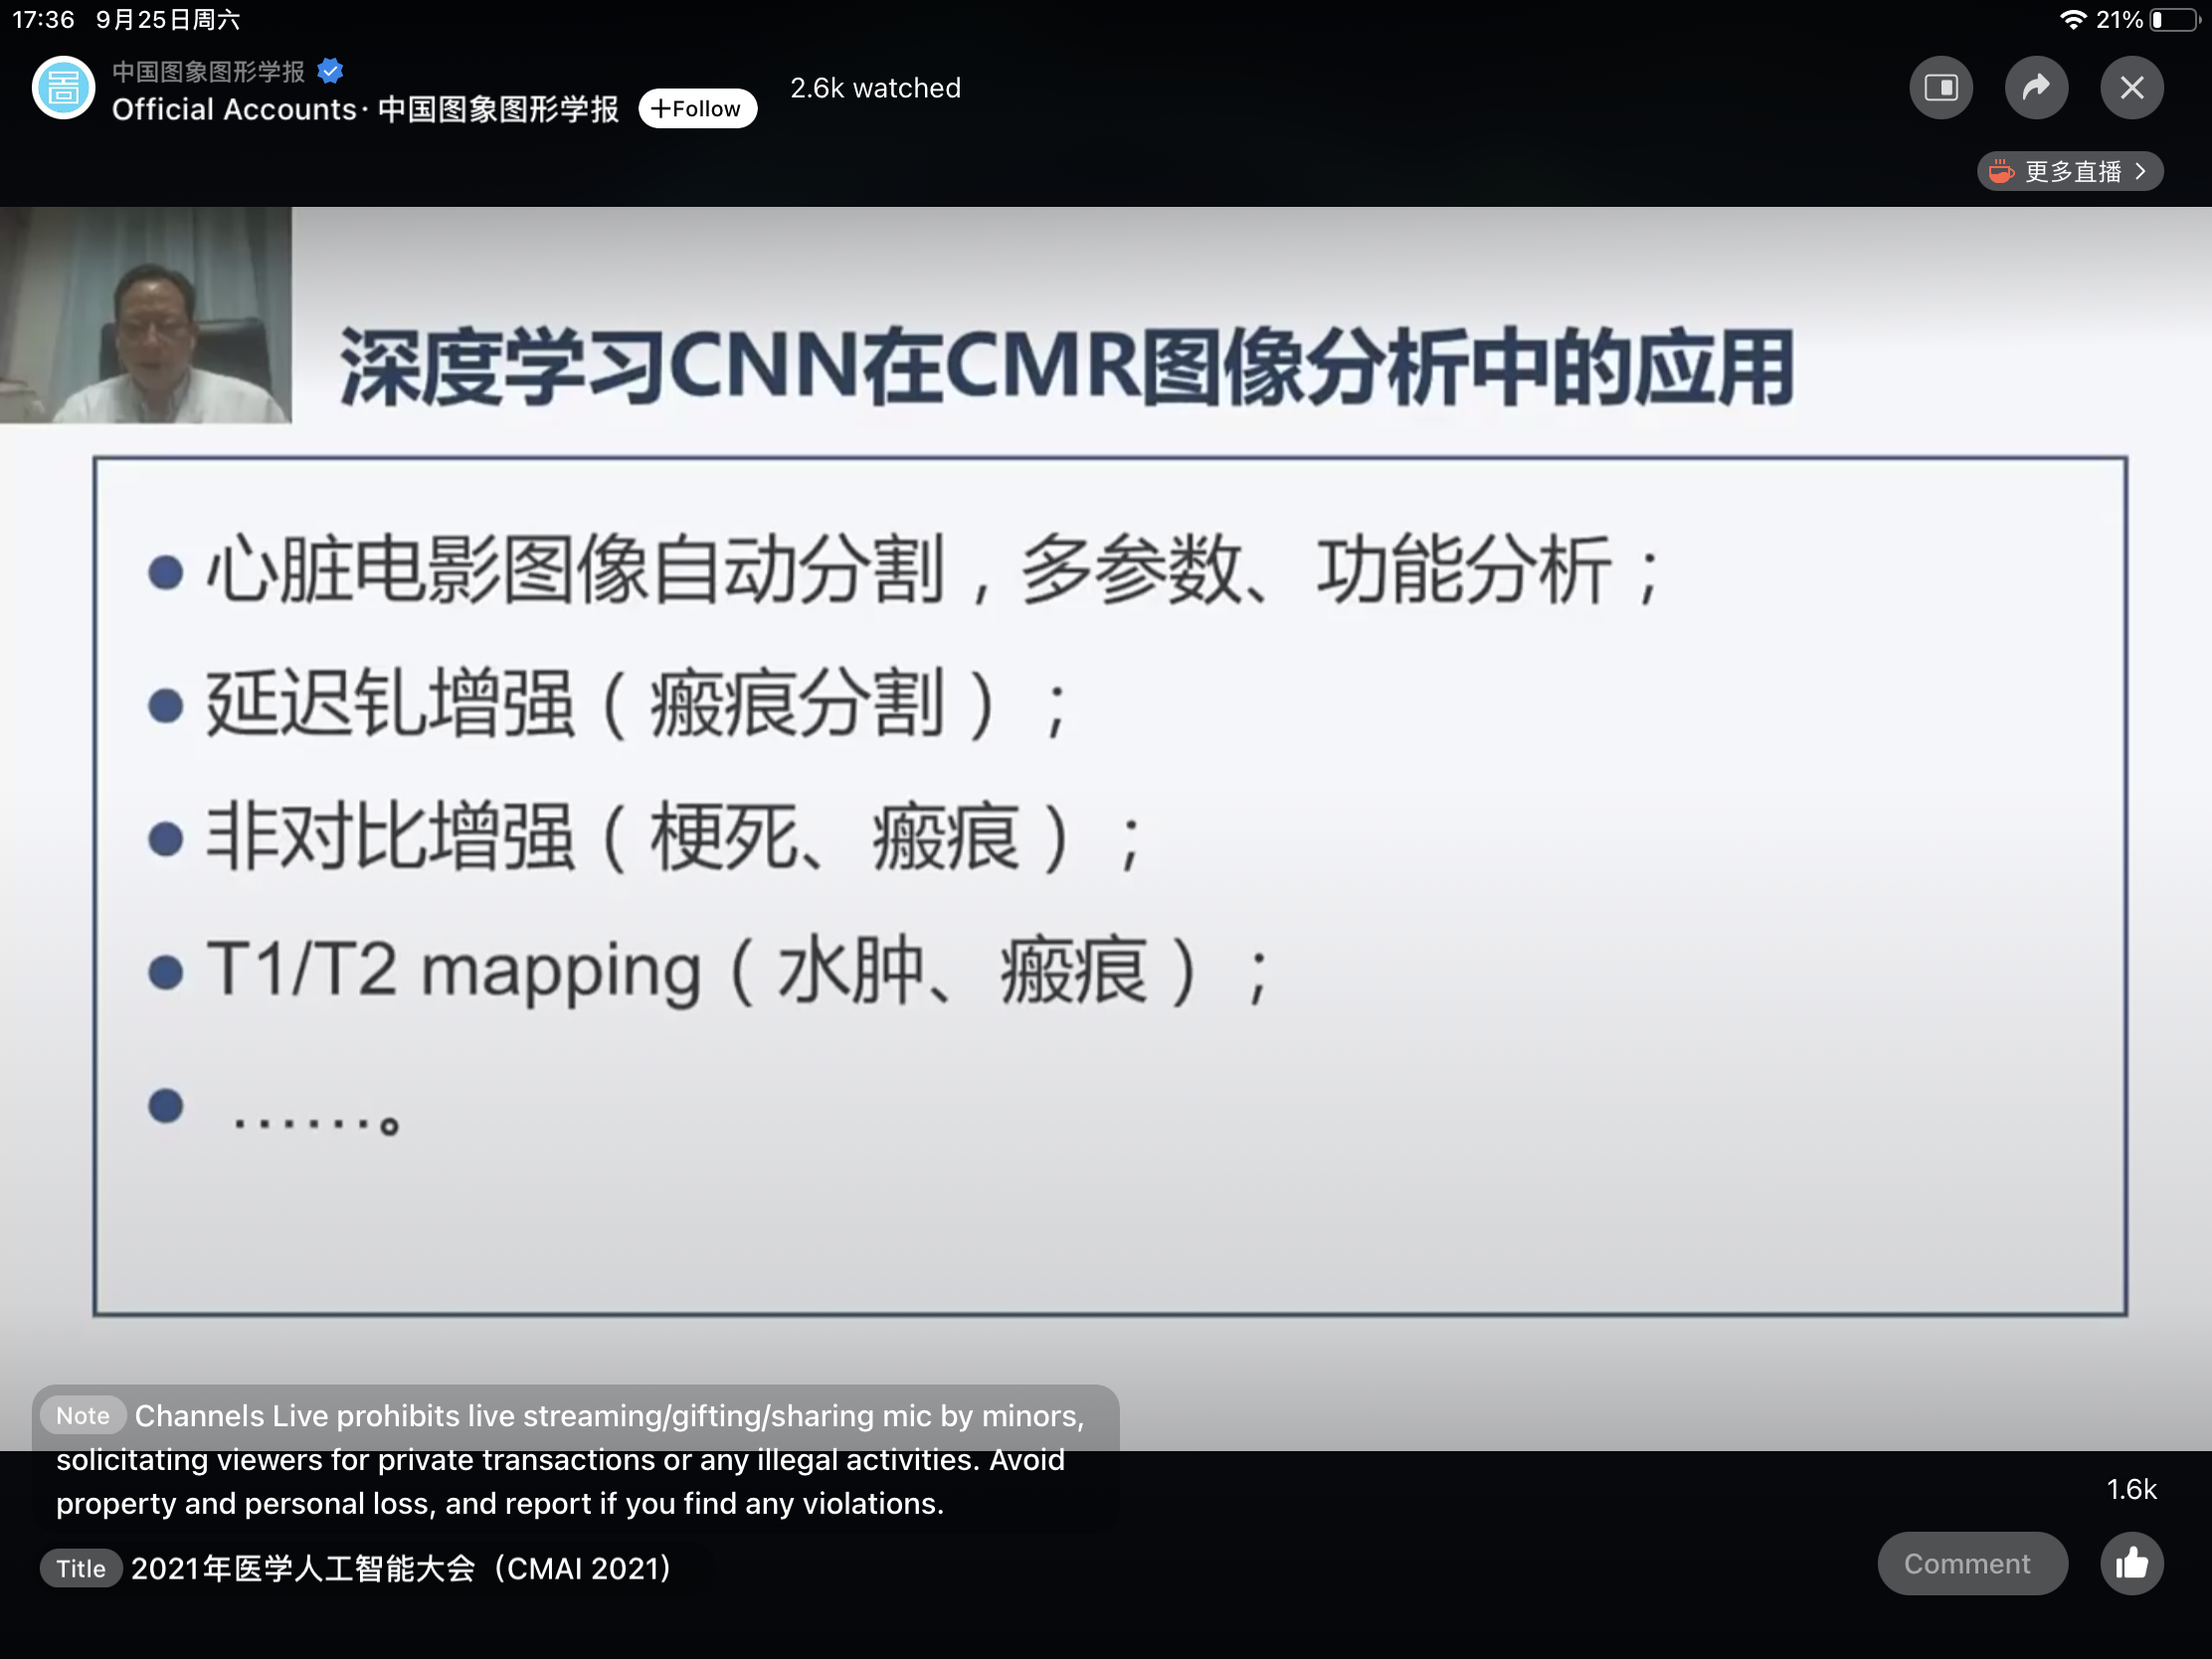 17:36 9月25日周六
21%
中国图象图形学报
Official Accounts· 中国图象图形学报
+Follow
2.6k watched
更多直播 >
深度学习CNN在CMR图像分析中的应用
● 心脏电影图像自动分割，多参数、功能分析；
● 延迟钆增强（瘢痕分割）；
● 非对比增强（梗死、瘢痕）；
● T1/T2 mapping（水肿、瘢痕）；
● ……。
Note Channels Live prohibits live streaming/gifting/sharing mic by minors,
solicitating viewers for private transactions or any illegal activities. Avoid
property and personal loss, and report if you find any violations.
1.6k
Title 2021年医学人工智能大会（CMAI 2021）
Comment